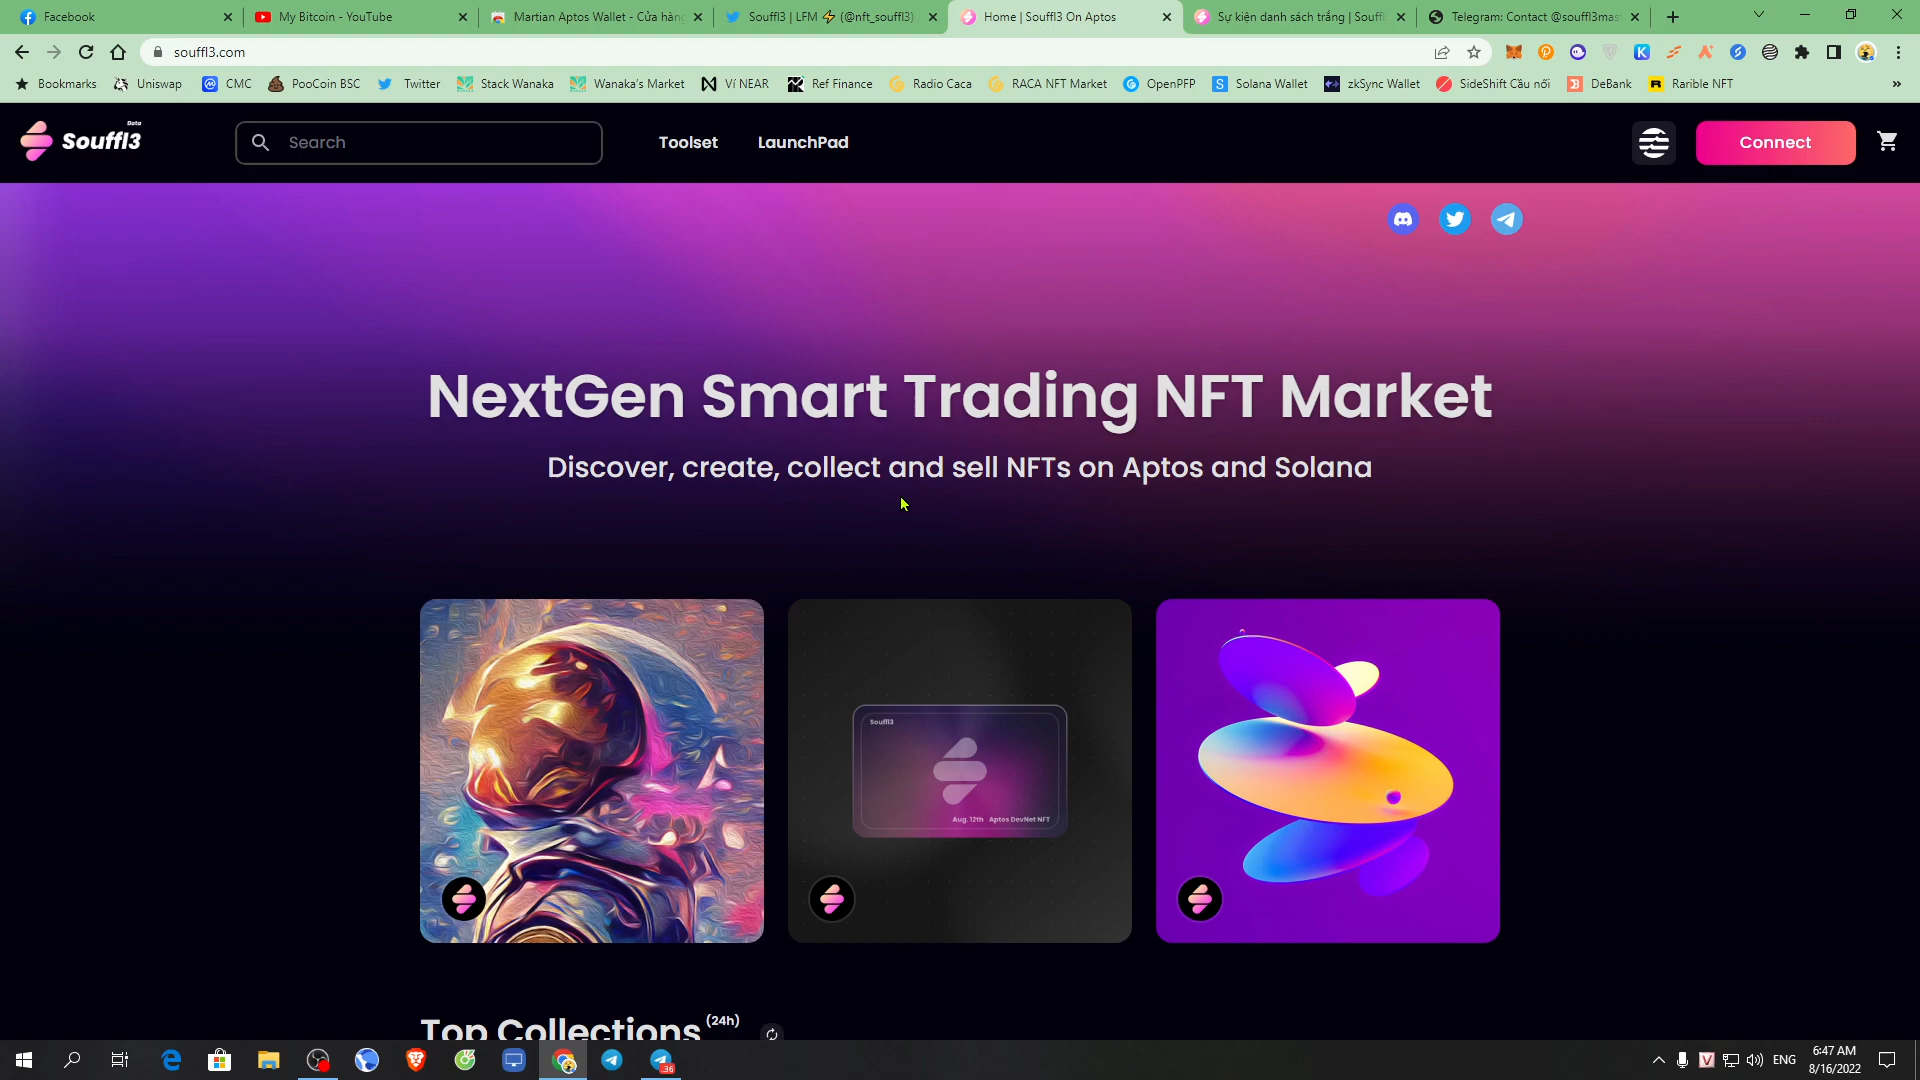 Facebook
My Bitcoin - YouTube
Martian Aptos Wallet - Cửa hàng
Souffl3 | LFM ⚡ (@nft_souffl3)
Home | Souffl3 On Aptos
Sự kiện danh sách trắng | Souffl
Telegram: Contact @souffl3mas
souffl3.com
Bookmarks
Uniswap
CMC
PooCoin BSC
Twitter
Stack Wanaka
Wanaka's Market
Ví NEAR
Ref Finance
Radio Caca
RACA NFT Market
OpenPFP
Solana Wallet
zkSync Wallet
SideShift Cầu nối
DeBank
Rarible NFT
»
Beta
Souffl3
Search
Toolset
LaunchPad
Connect
NextGen Smart Trading NFT Market
Discover, create, collect and sell NFTs on Aptos and Solana
Souffl3
Aug. 12th Aptos DevNet NFT
Top Collections (24h)
36
ENG
6:47 AM
8/16/2022